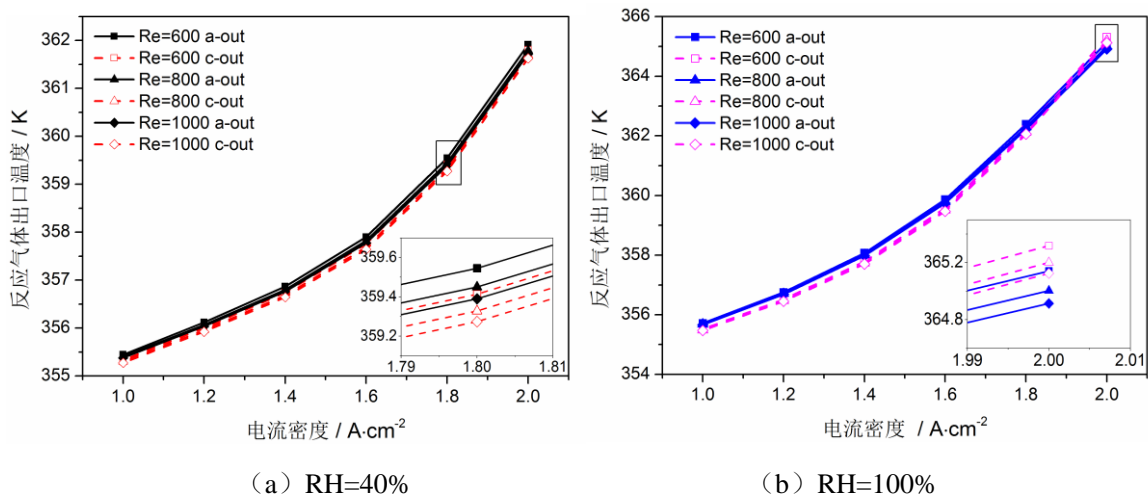 362
361
360
359
358
357
356
355
反应气体出口温度 / K
Re=600 a-out
Re=600 c-out
Re=800 a-out
Re=800 c-out
Re=1000 a-out
Re=1000 c-out
359.6
359.4
359.2
1.79 1.80 1.81
1.0 1.2 1.4 1.6 1.8 2.0
电流密度 / A·cm⁻²
（a）RH=40%
366
364
362
360
358
356
354
反应气体出口温度 / K
Re=600 a-out
Re=600 c-out
Re=800 a-out
Re=800 c-out
Re=1000 a-out
Re=1000 c-out
365.2
364.8
1.99 2.00 2.01
1.0 1.2 1.4 1.6 1.8 2.0
电流密度 / A·cm⁻²
（b）RH=100%